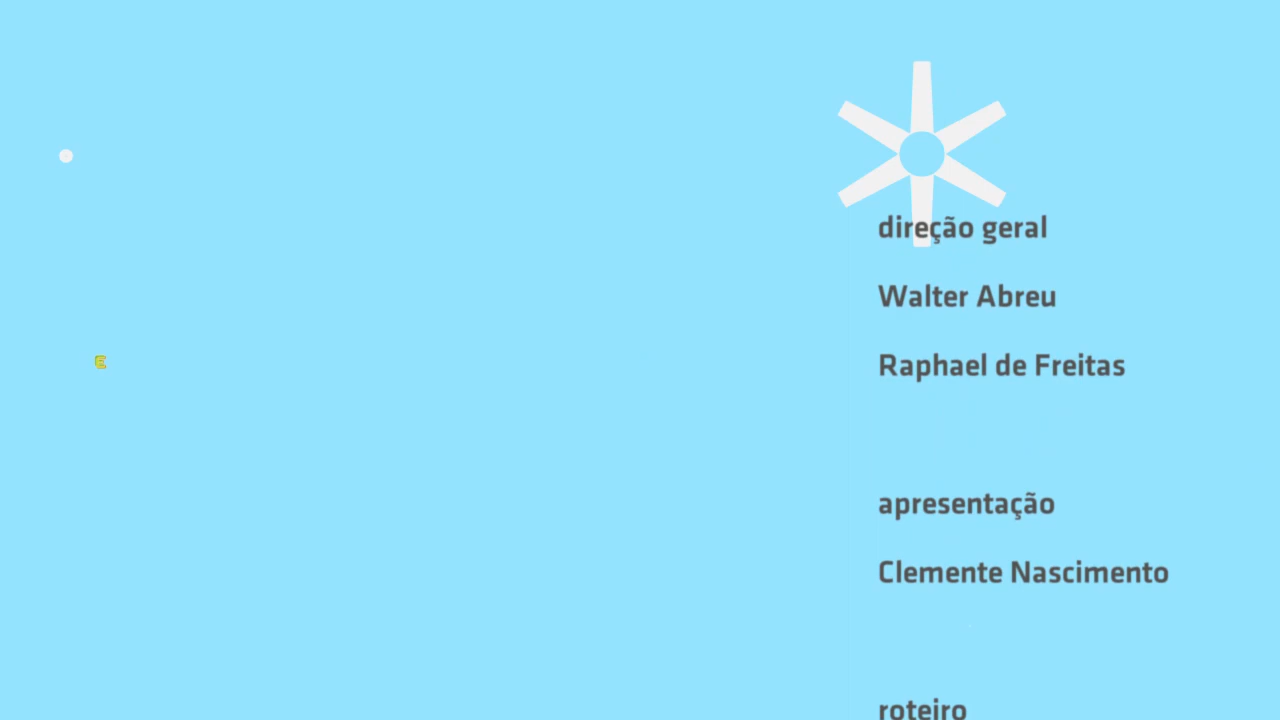 direção geral
Walter Abreu
Raphael de Freitas
E
apresentação
Clemente Nascimento
roteiro